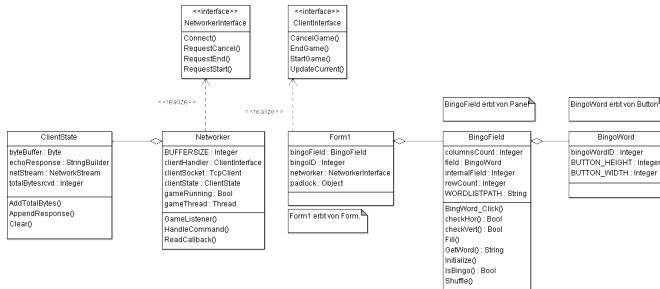 <<interface>>
NetworkerInterface
Connect()
RequestCancel()
RequestEnd()
RequestStart()
<<interface>>
ClientInterface
CancelGame()
EndGame()
StartGame()
UpdateCurrent()
<<realize>>
<<realize>>
BingoField erbt von Panel
BingoWord erbt von Button
ClientState
byteBuffer : Byte
echoResponse : StringBuilder
netStream : NetworkStream
totalBytesrcvd : Integer
AddTotalBytes()
AppendResponse()
Clear()
Networker
BUFFERSIZE : Integer
clientHandler : ClientInterface
clientSocket : TcpClient
clientState : ClientState
gameRunning : Bool
gameThread : Thread
GameListener()
HandleCommand()
ReadCallback()
Form1
bingoField : BingoField
bingoID : Integer
networker : NetworkerInterface
padlock : Object
Form1 erbt von Form.
BingoField
columnsCount : Integer
field : BingoWord
internalField : Integer
rowCount : Integer
WORDLISTPATH : String
BingWord_Click()
checkHor() : Bool
checkVert() : Bool
Fill()
GetWord() : String
Initialize()
IsBingo() : Bool
Shuffle()
BingoWord
bingoWordID : Integer
BUTTON_HEIGHT : Integer
BUTTON_WIDTH : Integer